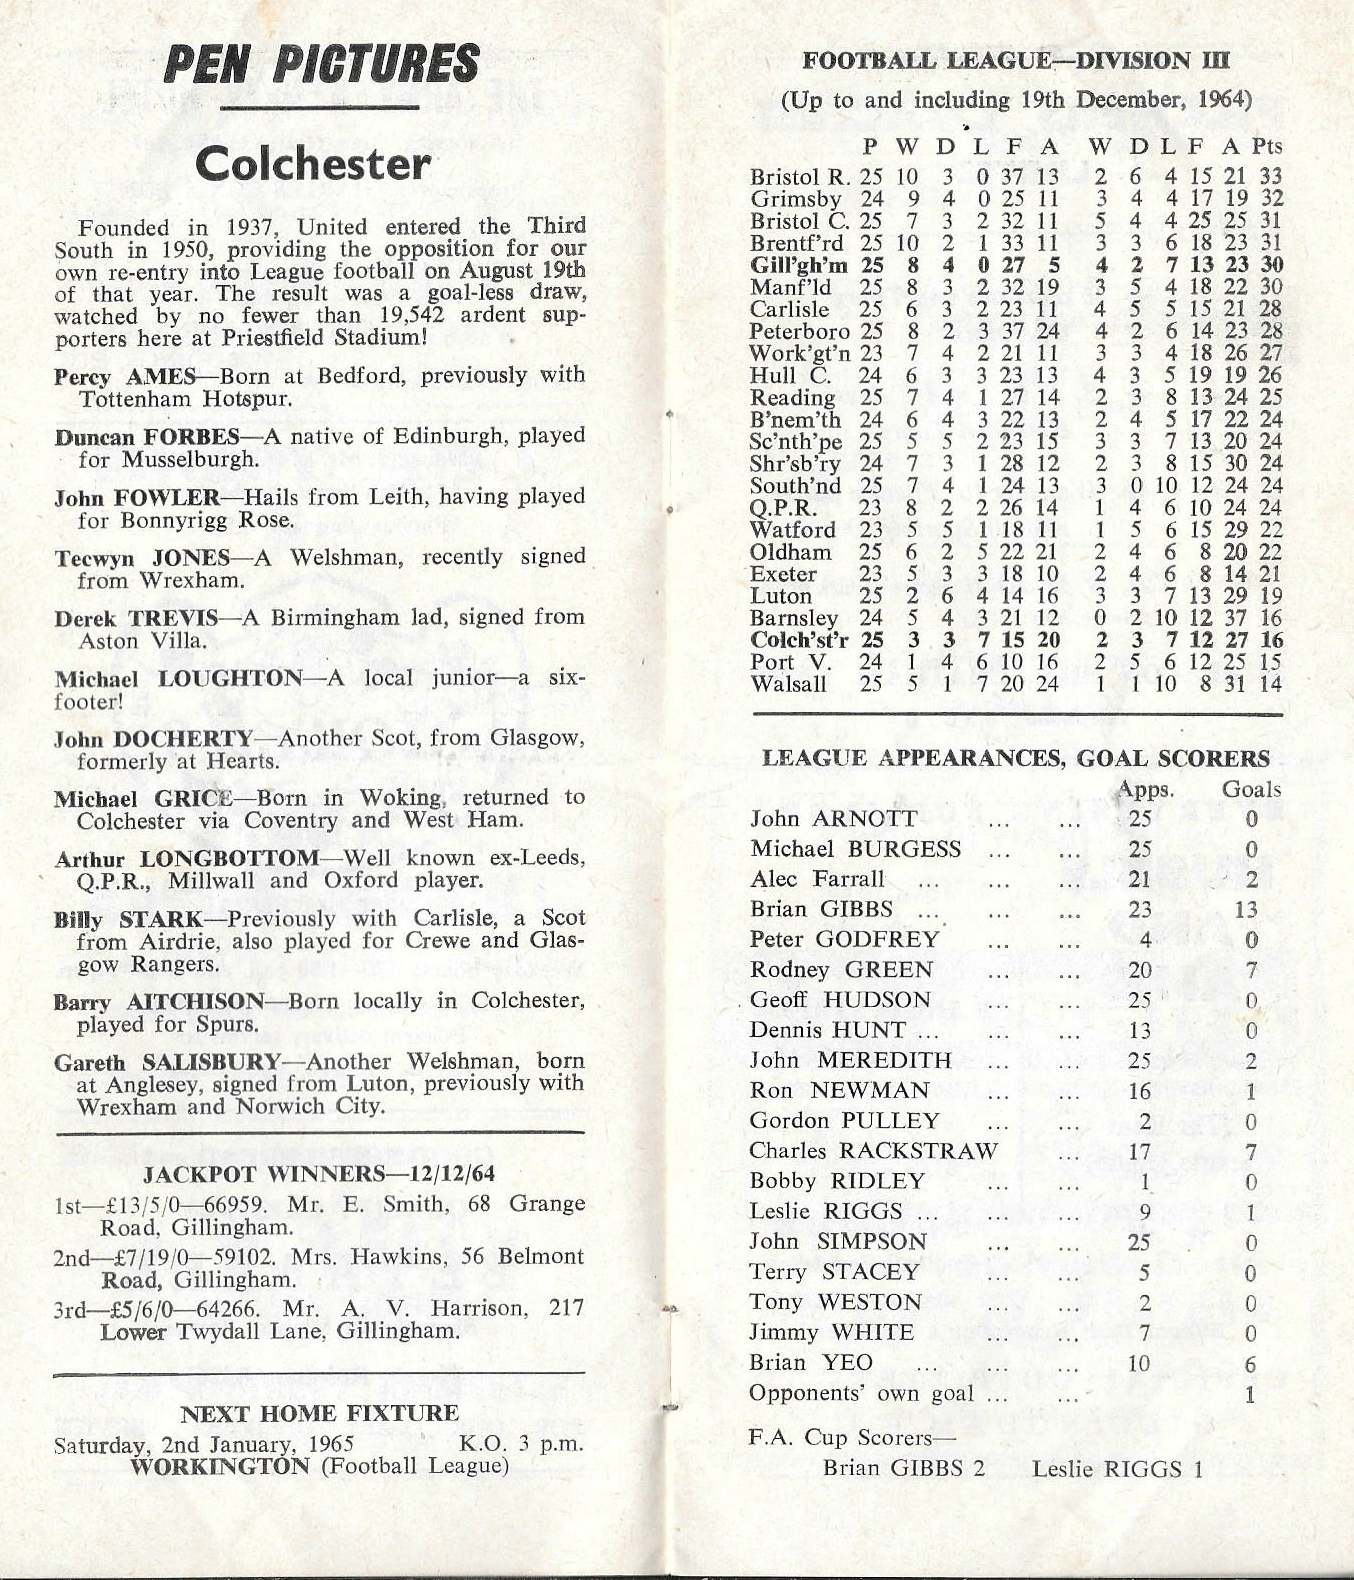 PEN PICTURES
Colchester
Founded in 1937, United entered the Third
South in 1950, providing the opposition for our
own re-entry into League football on August 19th
of that year. The result was a goal-less draw,
watched by no fewer than 19,542 ardent sup-
porters here at Priestfield Stadium!
Percy AMES—Born at Bedford, previously with
Tottenham Hotspur.
Duncan FORBES—A native of Edinburgh, played
for Musselburgh.
John FOWLER—Hails from Leith, having played
for Bonnyrigg Rose.
Tecwyn JONES—A Welshman, recently signed
from Wrexham.
Derek TREVIS—A Birmingham lad, signed from
Aston Villa.
Michael LOUGHTON—A local junior—a six-
footer!
John DOCHERTY—Another Scot, from Glasgow,
formerly at Hearts.
Michael GRICE—Born in Woking, returned to
Colchester via Coventry and West Ham.
Arthur LONGBOTTOM—Well known ex-Leeds,
Q.P.R., Millwall and Oxford player.
Billy STARK—Previously with Carlisle, a Scot
from Airdrie, also played for Crewe and Glas-
gow Rangers.
Barry AITCHISON—Born locally in Colchester,
played for Spurs.
Gareth SALISBURY—Another Welshman, born
at Anglesey, signed from Luton, previously with
Wrexham and Norwich City.
JACKPOT WINNERS—12/12/64
1st—£13/5/0—66959. Mr. E. Smith, 68 Grange
Road, Gillingham.
2nd—£7/19/0—59102. Mrs. Hawkins, 56 Belmont
Road, Gillingham.
3rd—£5/6/0—64266. Mr. A. V. Harrison, 217
Lower Twydall Lane, Gillingham.
NEXT HOME FIXTURE
Saturday, 2nd January, 1965 K.O. 3 p.m.
WORKINGTON (Football League)
FOOTBALL LEAGUE—DIVISION III
(Up to and including 19th December, 1964)
P W D L F A W D L F A Pts
Bristol R. 25 10 3 0 37 13 2 6 4 15 21 33
Grimsby 24 9 4 0 25 11 3 4 4 17 19 32
Bristol C. 25 7 3 2 32 11 5 4 4 25 25 31
Brentf'rd 25 10 2 1 33 11 3 3 6 18 23 31
Gill'gh'm 25 8 4 0 27 5 4 2 7 13 23 30
Manf'ld 25 8 3 2 32 19 3 5 4 18 22 30
Carlisle 25 6 3 2 23 11 4 5 5 15 21 28
Peterboro 25 8 2 3 37 24 4 2 6 14 23 28
Work'gt'n 23 7 4 2 21 11 3 3 4 18 26 27
Hull C. 24 6 3 3 23 13 4 3 5 19 19 26
Reading 25 7 4 1 27 14 2 3 8 13 24 25
B'nem'th 24 6 4 3 22 13 2 4 5 17 22 24
Sc'nth'pe 25 5 5 2 23 15 3 3 7 13 20 24
Shr'sb'ry 24 7 3 1 28 12 2 3 8 15 30 24
South'nd 25 7 4 1 24 13 3 0 10 12 24 24
Q.P.R. 23 8 2 2 26 14 1 4 6 10 24 24
Watford 23 5 5 1 18 11 1 5 6 15 29 22
Oldham 25 6 2 5 22 21 2 4 6 8 20 22
Exeter 23 5 3 3 18 10 2 4 6 8 14 21
Luton 25 2 6 4 14 16 3 3 7 13 29 19
Barnsley 24 5 4 3 21 12 0 2 10 12 37 16
Colch'st'r 25 3 3 7 15 20 2 3 7 12 27 16
Port V. 24 1 4 6 10 16 2 5 6 12 25 15
Walsall 25 5 1 7 20 24 1 1 10 8 31 14
LEAGUE APPEARANCES, GOAL SCORERS
Apps. Goals
John ARNOTT ... ... 25 0
Michael BURGESS ... ... 25 0
Alec Farrall ... ... ... 21 2
Brian GIBBS ... ... ... 23 13
Peter GODFREY ... ... 4 0
Rodney GREEN ... ... 20 7
Geoff HUDSON ... ... 25 0
Dennis HUNT ... ... ... 13 0
John MEREDITH ... ... 25 2
Ron NEWMAN ... ... 16 1
Gordon PULLEY ... ... 2 0
Charles RACKSTRAW ... 17 7
Bobby RIDLEY ... ... 1 0
Leslie RIGGS ... ... ... 9 1
John SIMPSON ... ... 25 0
Terry STACEY ... ... 5 0
Tony WESTON ... ... 2 0
Jimmy WHITE ... ... 7 0
Brian YEO ... ... ... 10 6
Opponents' own goal ... ... 1
F.A. Cup Scorers—
Brian GIBBS 2 Leslie RIGGS 1